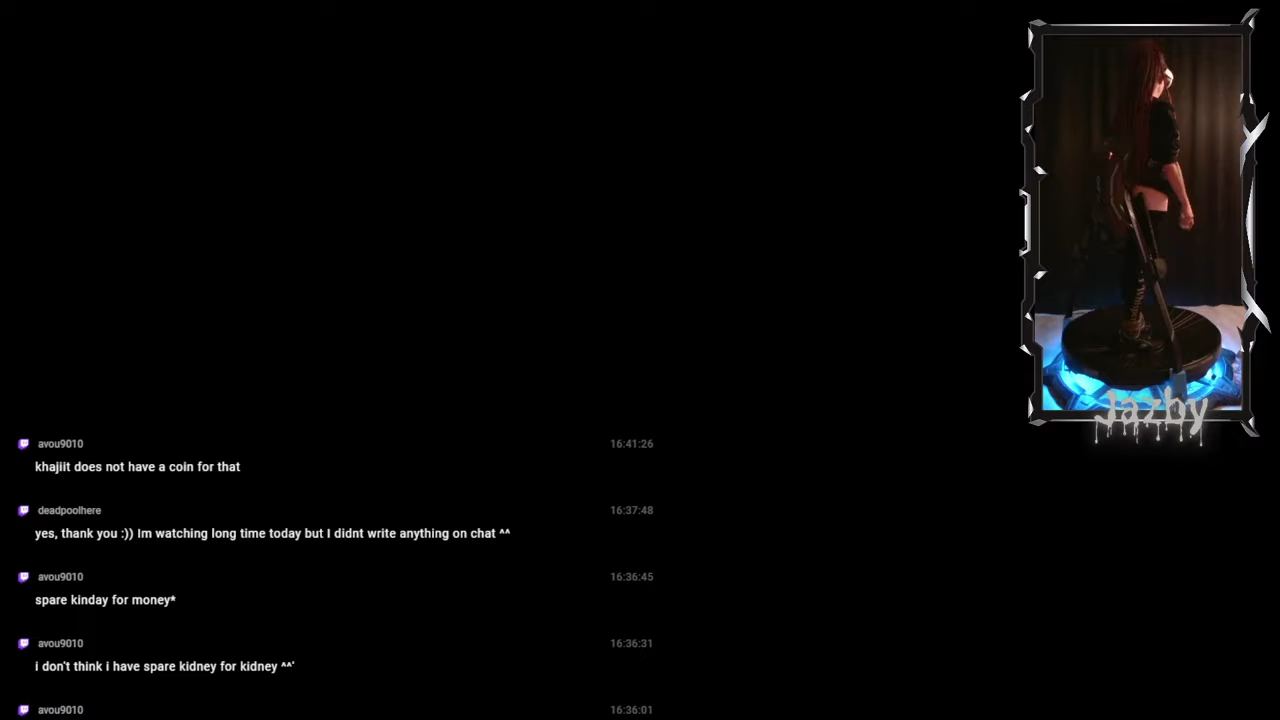 Jazby
avou9010 16:41:26
khajiit does not have a coin for that
deadpoolhere 16:37:48
yes, thank you :)) Im watching long time today but I didnt write anything on chat ^^
avou9010 16:36:45
spare kinday for money*
avou9010 16:36:31
i don't think i have spare kidney for kidney ^^'
avou9010 16:36:01